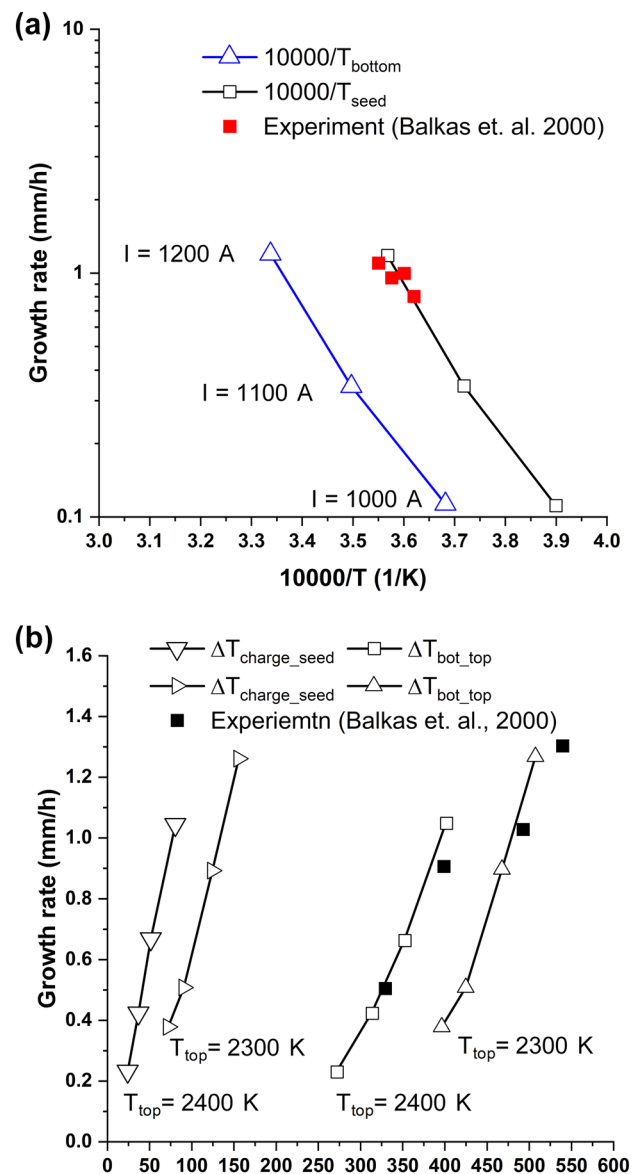 (a)
10
10000/T_bottom
10000/T_seed
Experiment (Balkas et. al. 2000)
Growth rate (mm/h)
I = 1200 A
1
I = 1100 A
I = 1000 A
0.1
3.0 3.1 3.2 3.3 3.4 3.5 3.6 3.7 3.8 3.9 4.0
10000/T (1/K)
(b)
ΔT_charge_seed ΔT_bot_top
ΔT_charge_seed ΔT_bot_top
Experiemtn (Balkas et. al., 2000)
1.6
1.4
1.2
1.0
Growth rate (mm/h)
0.8
0.6
0.4
T_top= 2300 K T_top= 2300 K
0.2
T_top= 2400 K T_top= 2400 K
0.0
0 50 100 150 200 250 300 350 400 450 500 550 600